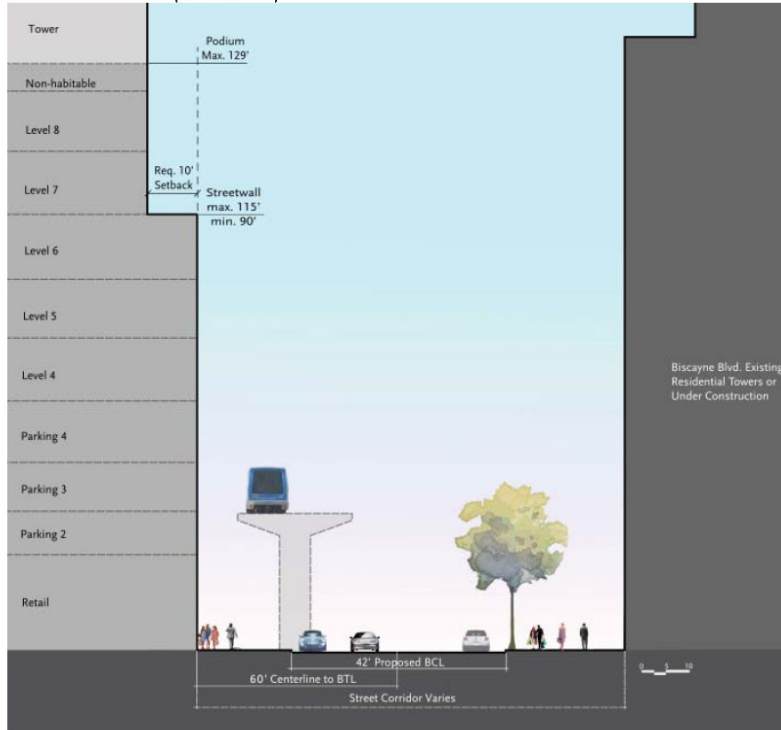 Tower
Podium
Max. 129'
Non-habitable
Level 8
Req. 10'
Setback
Level 7
Streetwall
max. 115'
min. 90'
Level 6
Level 5
Level 4
Biscayne Blvd. Existing
Residential Towers or
Under Construction
Parking 4
Parking 3
Parking 2
Retail
42' Proposed BCL
60' Centerline to BTL
0 5 10
Street Corridor Varies